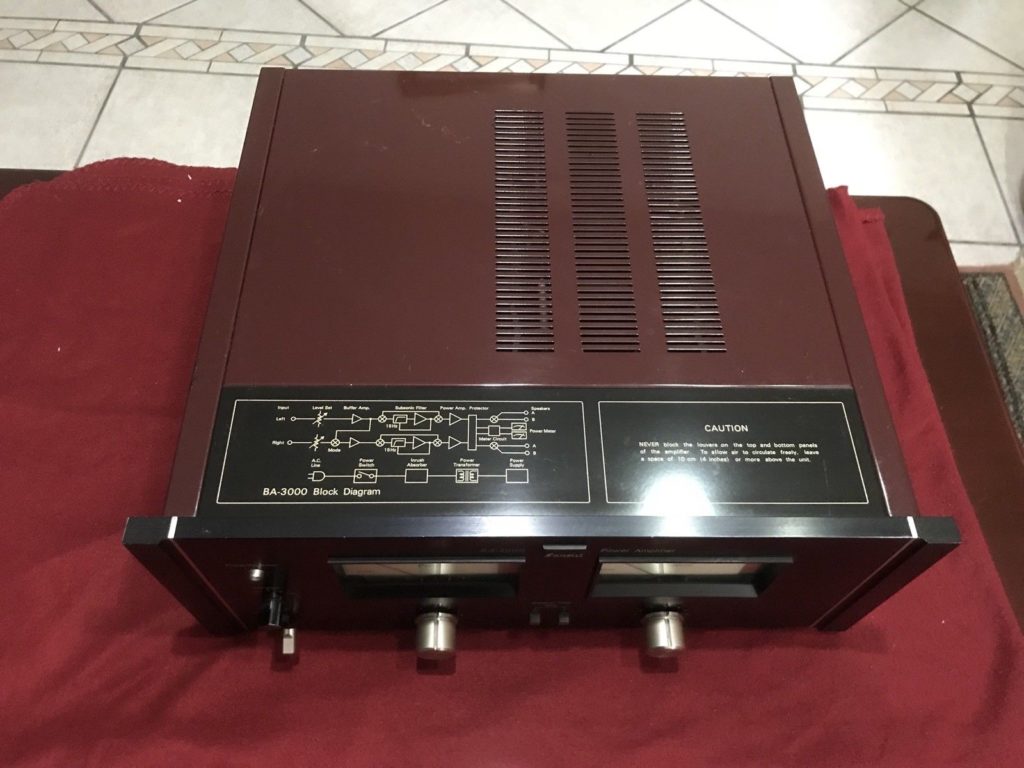 Input Level Set Buffer Amp. Subsonic Filter Power Amp. Protector Speakers
Left A
B
16Hz
Power Meter
Meter Circuit
Right Mode 16Hz A
B
A.C. Line Power Switch Inrush Absorber Power Transformer Power Supply
BA-3000 Block Diagram
CAUTION
NEVER block the louvers on the top and bottom panels
of the amplifier. To allow air to circulate freely, leave
a space of 10 cm (4 inches) or more above the unit.
Sansui
Power Amplifier